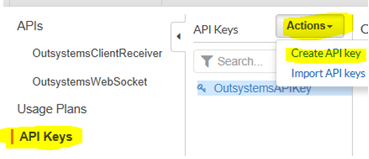 APIs
OutsystemsClientReceiver
OutsystemsWebSocket
Usage Plans
API Keys
API Keys
Actions
Search...
OutsystemsAPIKey
Create API key
Import API keys